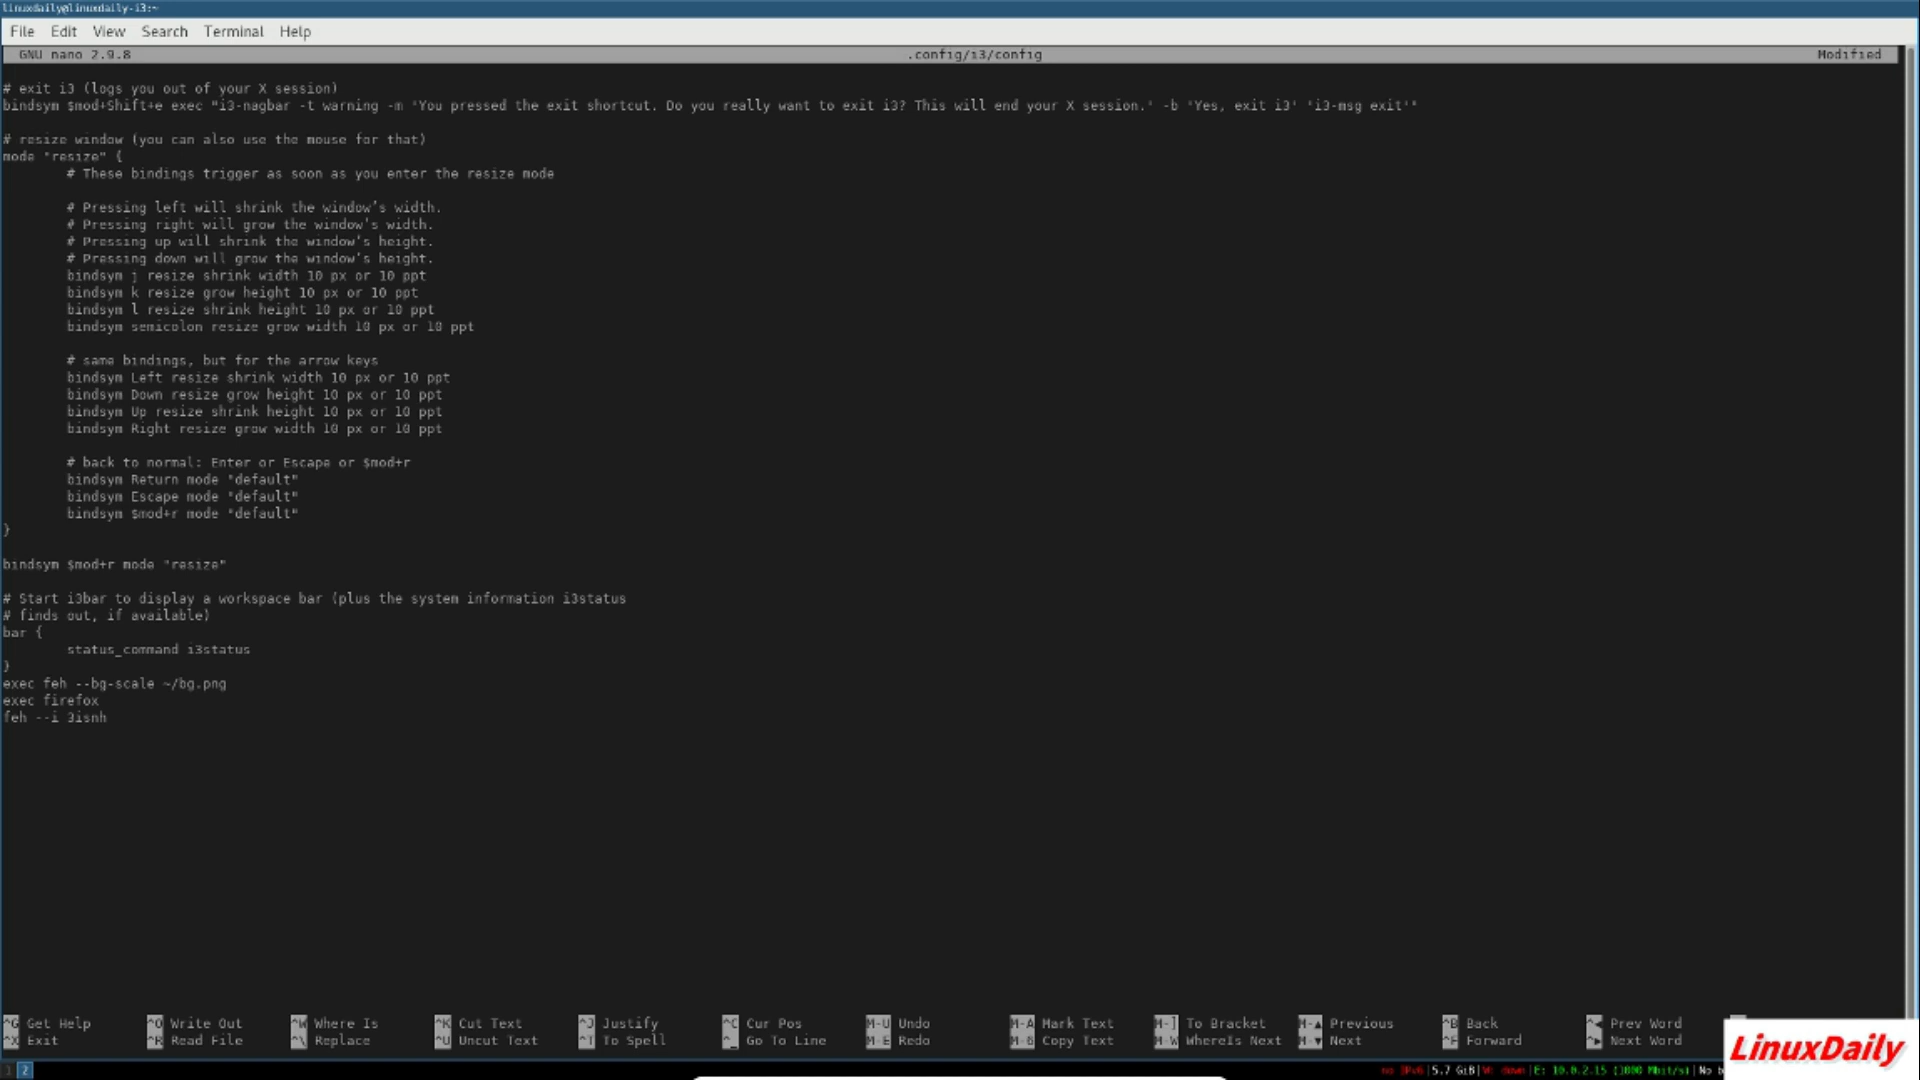 linuxdaily@linuxdaily-i3:~
File Edit View Search Terminal Help
GNU nano 2.9.8 .config/i3/config Modified
# exit i3 (logs you out of your X session)
bindsym $mod+Shift+e exec "i3-nagbar -t warning -m 'You pressed the exit shortcut. Do you really want to exit i3? This will end your X session.' -b 'Yes, exit i3' 'i3-msg exit'"
# resize window (you can also use the mouse for that)
mode "resize" {
# These bindings trigger as soon as you enter the resize mode
# Pressing left will shrink the window's width.
# Pressing right will grow the window's width.
# Pressing up will shrink the window's height.
# Pressing down will grow the window's height.
bindsym j resize shrink width 10 px or 10 ppt
bindsym k resize grow height 10 px or 10 ppt
bindsym l resize shrink height 10 px or 10 ppt
bindsym semicolon resize grow width 10 px or 10 ppt
# same bindings, but for the arrow keys
bindsym Left resize shrink width 10 px or 10 ppt
bindsym Down resize grow height 10 px or 10 ppt
bindsym Up resize shrink height 10 px or 10 ppt
bindsym Right resize grow width 10 px or 10 ppt
# back to normal: Enter or Escape or $mod+r
bindsym Return mode "default"
bindsym Escape mode "default"
bindsym $mod+r mode "default"
}
bindsym $mod+r mode "resize"
# Start i3bar to display a workspace bar (plus the system information i3status
# finds out, if available)
bar {
status_command i3status
}
exec feh --bg-scale ~/bg.png
exec firefox
feh --i 3isnh
^G Get Help ^O Write Out ^W Where Is ^K Cut Text ^J Justify ^C Cur Pos M-U Undo M-A Mark Text M-] To Bracket M-▲ Previous ^B Back ^◀ Prev Word
^X Exit ^R Read File ^\ Replace ^U Uncut Text ^T To Spell ^_ Go To Line M-E Redo M-6 Copy Text M-W WhereIs Next M-▼ Next ^F Forward ^▶ Next Word
LinuxDaily
1 2 no IPv6|5.7 GiB|W: down|E: 10.0.2.15 (1000 Mbit/s)|No b